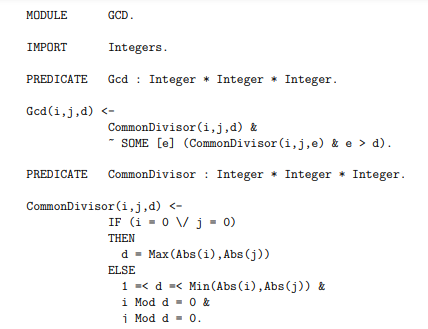 MODULE GCD.
IMPORT Integers.
PREDICATE Gcd : Integer * Integer * Integer.
Gcd(i,j,d) <-
CommonDivisor(i,j,d) &
~ SOME [e] (CommonDivisor(i,j,e) & e > d).
PREDICATE CommonDivisor : Integer * Integer * Integer.
CommonDivisor(i,j,d) <-
IF (i = 0 \/ j = 0)
THEN
d = Max(Abs(i),Abs(j))
ELSE
1 =< d =< Min(Abs(i),Abs(j)) &
i Mod d = 0 &
j Mod d = 0.